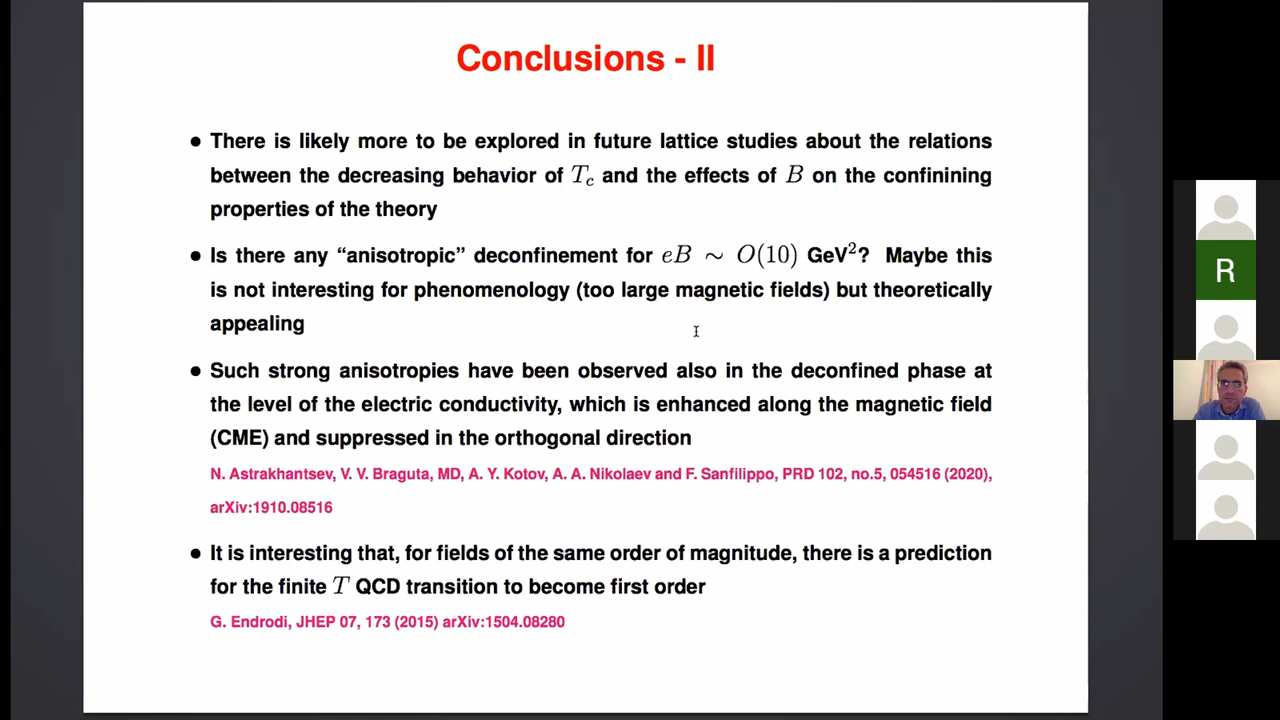 Conclusions - II
● There is likely more to be explored in future lattice studies about the relations
between the decreasing behavior of T_c and the effects of B on the confinining
properties of the theory
● Is there any “anisotropic” deconfinement for eB ∼ O(10) GeV²? Maybe this
is not interesting for phenomenology (too large magnetic fields) but theoretically
appealing
● Such strong anisotropies have been observed also in the deconfined phase at
the level of the electric conductivity, which is enhanced along the magnetic field
(CME) and suppressed in the orthogonal direction
N. Astrakhantsev, V. V. Braguta, MD, A. Y. Kotov, A. A. Nikolaev and F. Sanfilippo, PRD 102, no.5, 054516 (2020),
arXiv:1910.08516
● It is interesting that, for fields of the same order of magnitude, there is a prediction
for the finite T QCD transition to become first order
G. Endrodi, JHEP 07, 173 (2015) arXiv:1504.08280
R